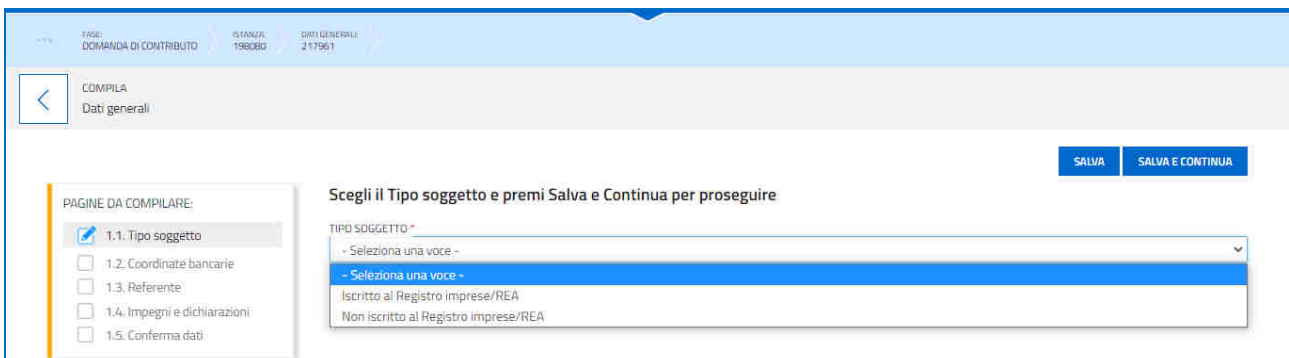 FASE: ISTANZA: DATI GENERALI:
DOMANDA DI CONTRIBUTO 198080 217961
COMPILA
Dati generali
SALVA SALVA E CONTINUA
PAGINE DA COMPILARE:
1.1. Tipo soggetto
1.2. Coordinate bancarie
1.3. Referente
1.4. Impegni e dichiarazioni
1.5. Conferma dati
Scegli il Tipo soggetto e premi Salva e Continua per proseguire
TIPO SOGGETTO *
- Seleziona una voce -
- Seleziona una voce -
Iscritto al Registro imprese/REA
Non iscritto al Registro imprese/REA